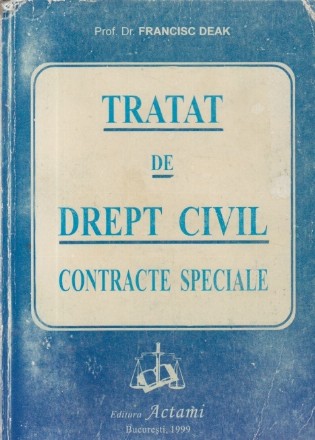 Prof. Dr. FRANCISC DEAK
TRATAT
DE
DREPT CIVIL
CONTRACTE SPECIALE
Editura Actami
București, 1999